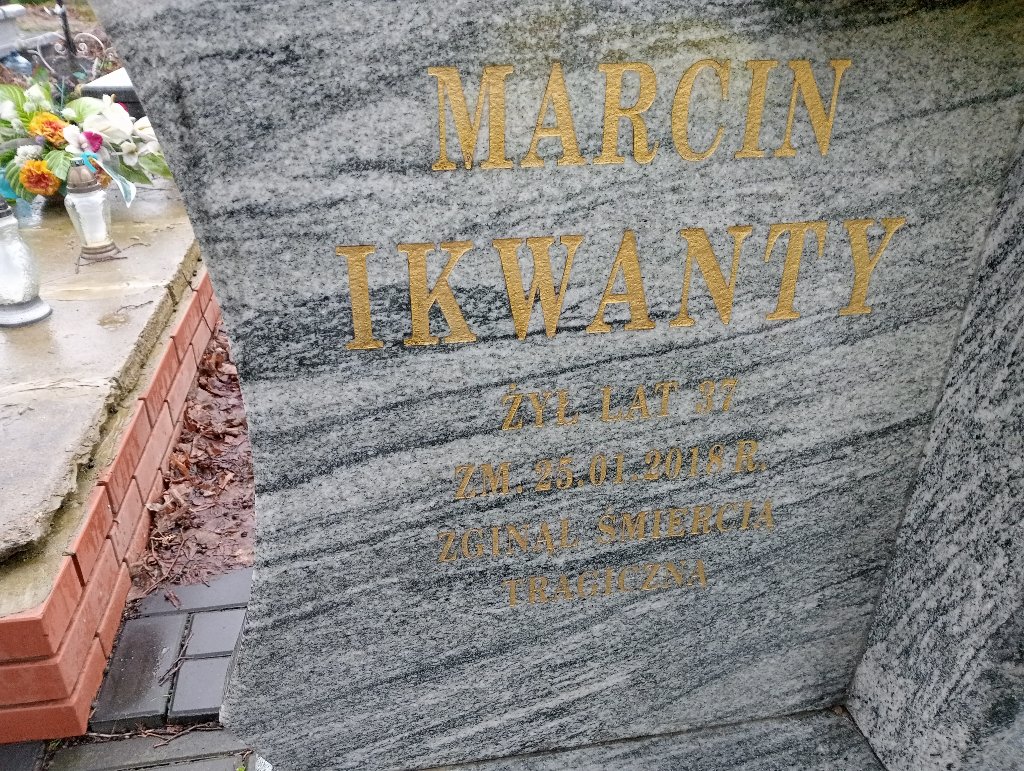 MARCIN
IKWANTY
ŻYŁ LAT 37
ZM. 25.01.2018 R.
ZGINĄŁ ŚMIERCIĄ
TRAGICZNĄ